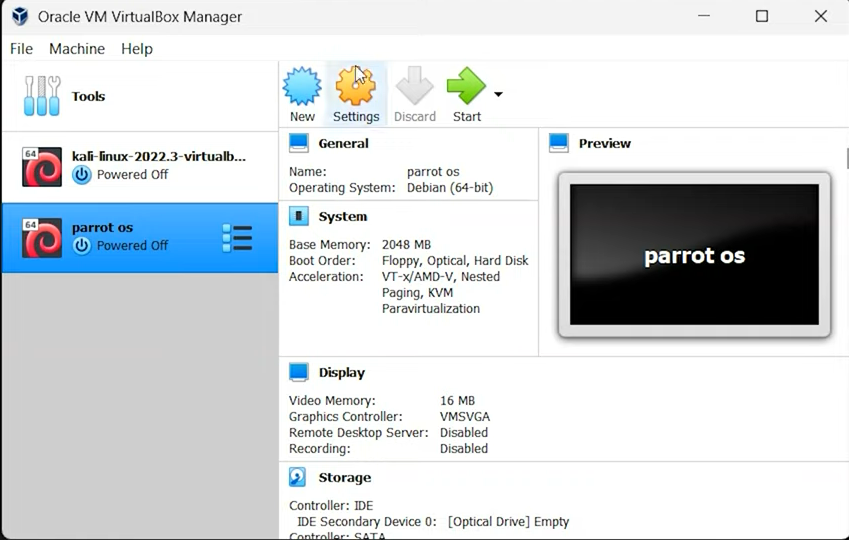 Oracle VM VirtualBox Manager
File Machine Help
Tools
New Settings Discard Start
64 kali-linux-2022.3-virtualb...
Powered Off
64 parrot os
Powered Off
General
Name: parrot os
Operating System: Debian (64-bit)
System
Base Memory: 2048 MB
Boot Order: Floppy, Optical, Hard Disk
Acceleration: VT-x/AMD-V, Nested
Paging, KVM
Paravirtualization
Preview
parrot os
Display
Video Memory: 16 MB
Graphics Controller: VMSVGA
Remote Desktop Server: Disabled
Recording: Disabled
Storage
Controller: IDE
IDE Secondary Device 0: [Optical Drive] Empty
Controller: SATA